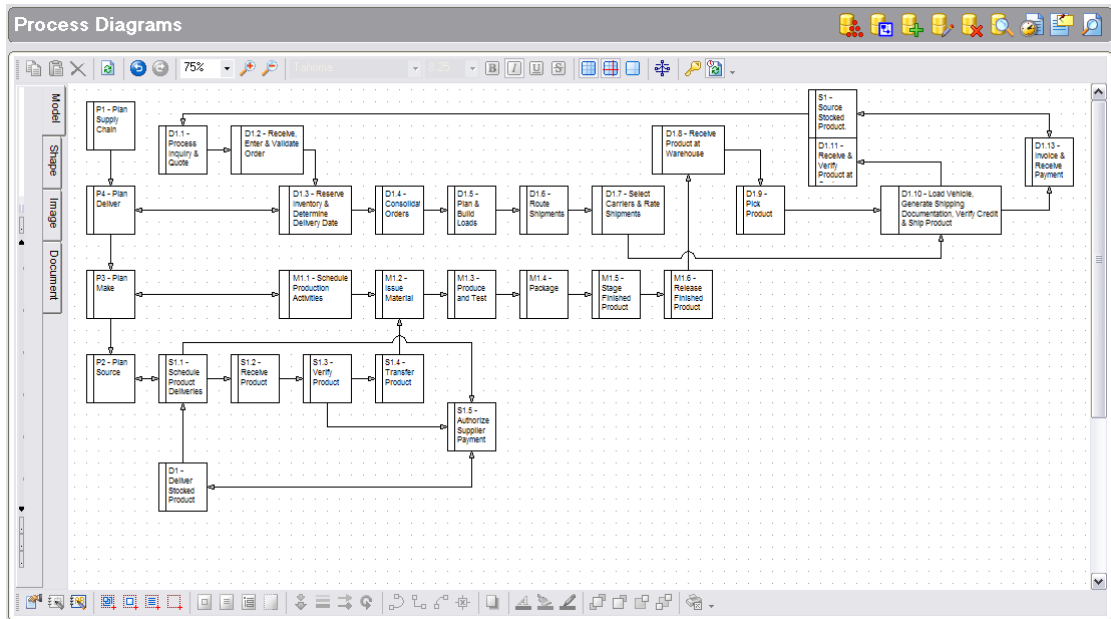 Process Diagrams
75%
Tahoma
8.25
B I U S
Model
Shape
Image
Document
P1 - Plan
Supply
Chain
D1.1 -
Process
Inquiry &
Quote
D1.2 - Receive,
Enter & Validate
Order
D1.8 - Receive
Product at
Warehouse
S1 -
Source
Stocked
Product.
D1.11 -
Receive &
Verify
Product at
D1.13 -
Invoice &
Receive
Payment
P4 - Plan
Deliver
D1.3 - Reserve
Inventory &
Determine
Delivery Date
D1.4 -
Consolidat
Orders
D1.5 -
Plan &
Build
Loads
D1.6 -
Route
Shipments
D1.7 - Select
Carriers & Rate
Shipments
D1.9 -
Pick
Product
D1.10 - Load Vehicle,
Generate Shipping
Documentation, Verify Credit
& Ship Product
P3 - Plan
Make
M1.1 - Schedule
Production
Activities
M1.2 -
Issue
Material
M1.3 -
Produce
and Test
M1.4 -
Package
M1.5 -
Stage
Finished
Product
M1.6 -
Release
Finished
Product
P2 - Plan
Source
S1.1 -
Schedule
Product
Deliveries
S1.2 -
Receive
Product
S1.3 -
Verify
Product
S1.4 -
Transfer
Product
S1.5 -
Authorize
Supplier
Payment
D1 -
Deliver
Stocked
Product